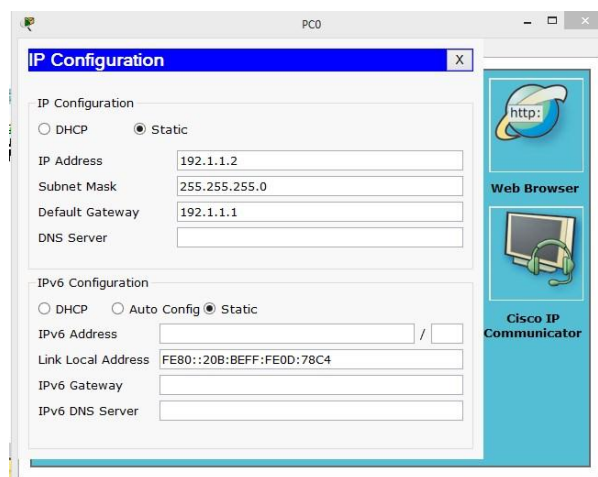 PC0
IP Configuration X
IP Configuration
DHCP Static
IP Address 192.1.1.2
Subnet Mask 255.255.255.0
Default Gateway 192.1.1.1
DNS Server
IPv6 Configuration
DHCP Auto Config Static
IPv6 Address /
Link Local Address FE80::20B:BEFF:FE0D:78C4
IPv6 Gateway
IPv6 DNS Server
http:
Web Browser
Cisco IP
Communicator